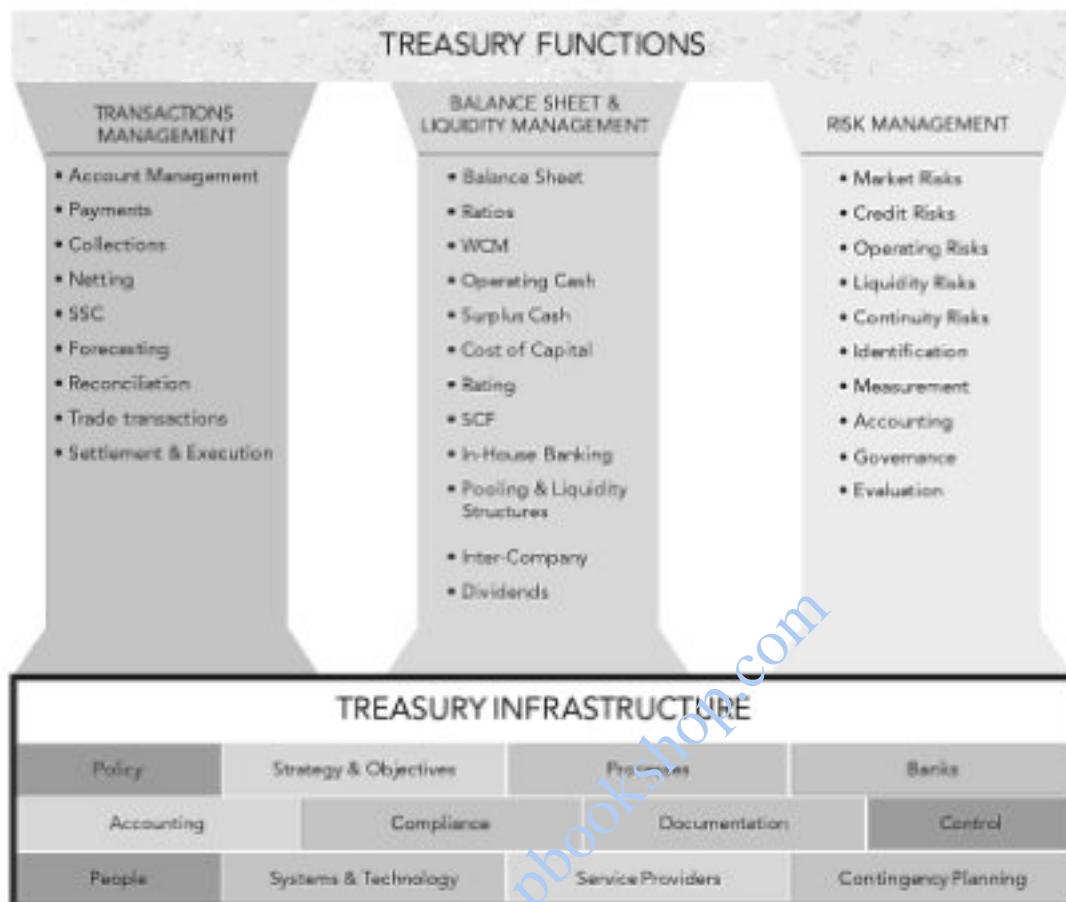 TREASURY FUNCTIONS
TRANSACTIONS
MANAGEMENT
• Account Management
• Payments
• Collections
• Netting
• SSC
• Forecasting
• Reconciliation
• Trade transactions
• Settlement & Execution
BALANCE SHEET &
LIQUIDITY MANAGEMENT
• Balance Sheet
• Ratios
• WCM
• Operating Cash
• Surplus Cash
• Cost of Capital
• Rating
• SCF
• In-House Banking
• Pooling & Liquidity
Structures
• Inter-Company
• Dividends
RISK MANAGEMENT
• Market Risks
• Credit Risks
• Operating Risks
• Liquidity Risks
• Continuity Risks
• Identification
• Measurement
• Accounting
• Governance
• Evaluation
TREASURY INFRASTRUCTURE
Policy Strategy & Objectives Processes Banks
Accounting Compliance Documentation Control
People Systems & Technology Service Providers Contingency Planning
pbookshop.com